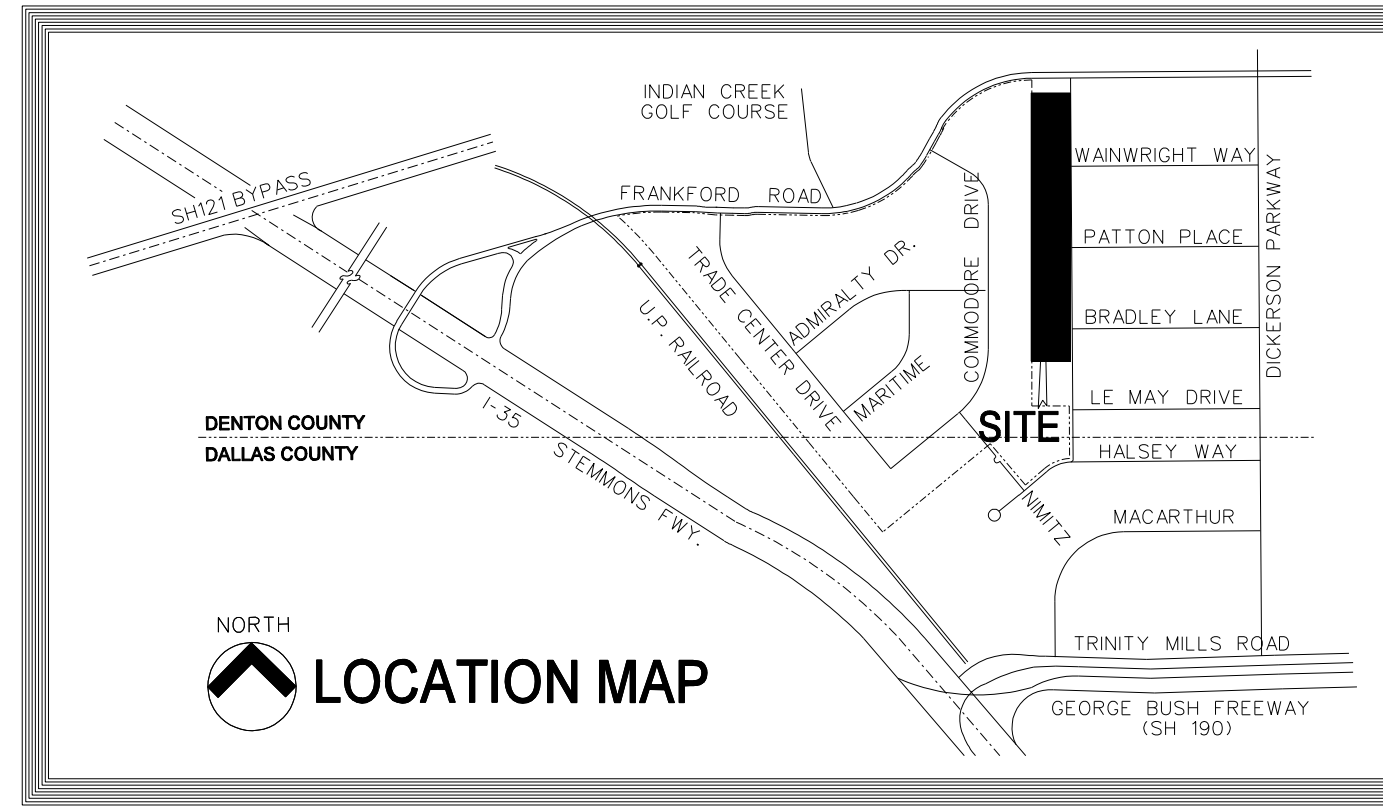 INDIAN CREEK
GOLF COURSE
WAINWRIGHT WAY
SH121 BYPASS
FRANKFORD ROAD
COMMODORE DRIVE
DICKERSON PARKWAY
PATTON PLACE
TRADE CENTER DRIVE
ADMIRALTY DR.
U.P. RAILROAD
BRADLEY LANE
MARITIME
LE MAY DRIVE
I-35 STEMMONS FWY.
DENTON COUNTY
DALLAS COUNTY
SITE
HALSEY WAY
NIMITZ
MACARTHUR
NORTH
LOCATION MAP
TRINITY MILLS ROAD
GEORGE BUSH FREEWAY
(SH 190)